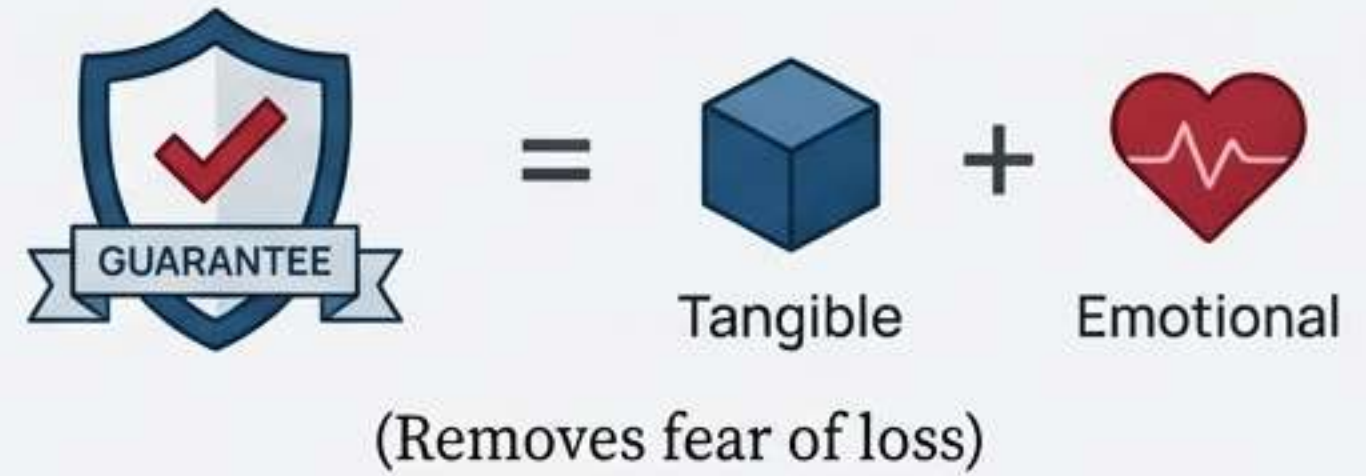 GUARANTEE
=
+
Tangible
Emotional
(Removes fear of loss)